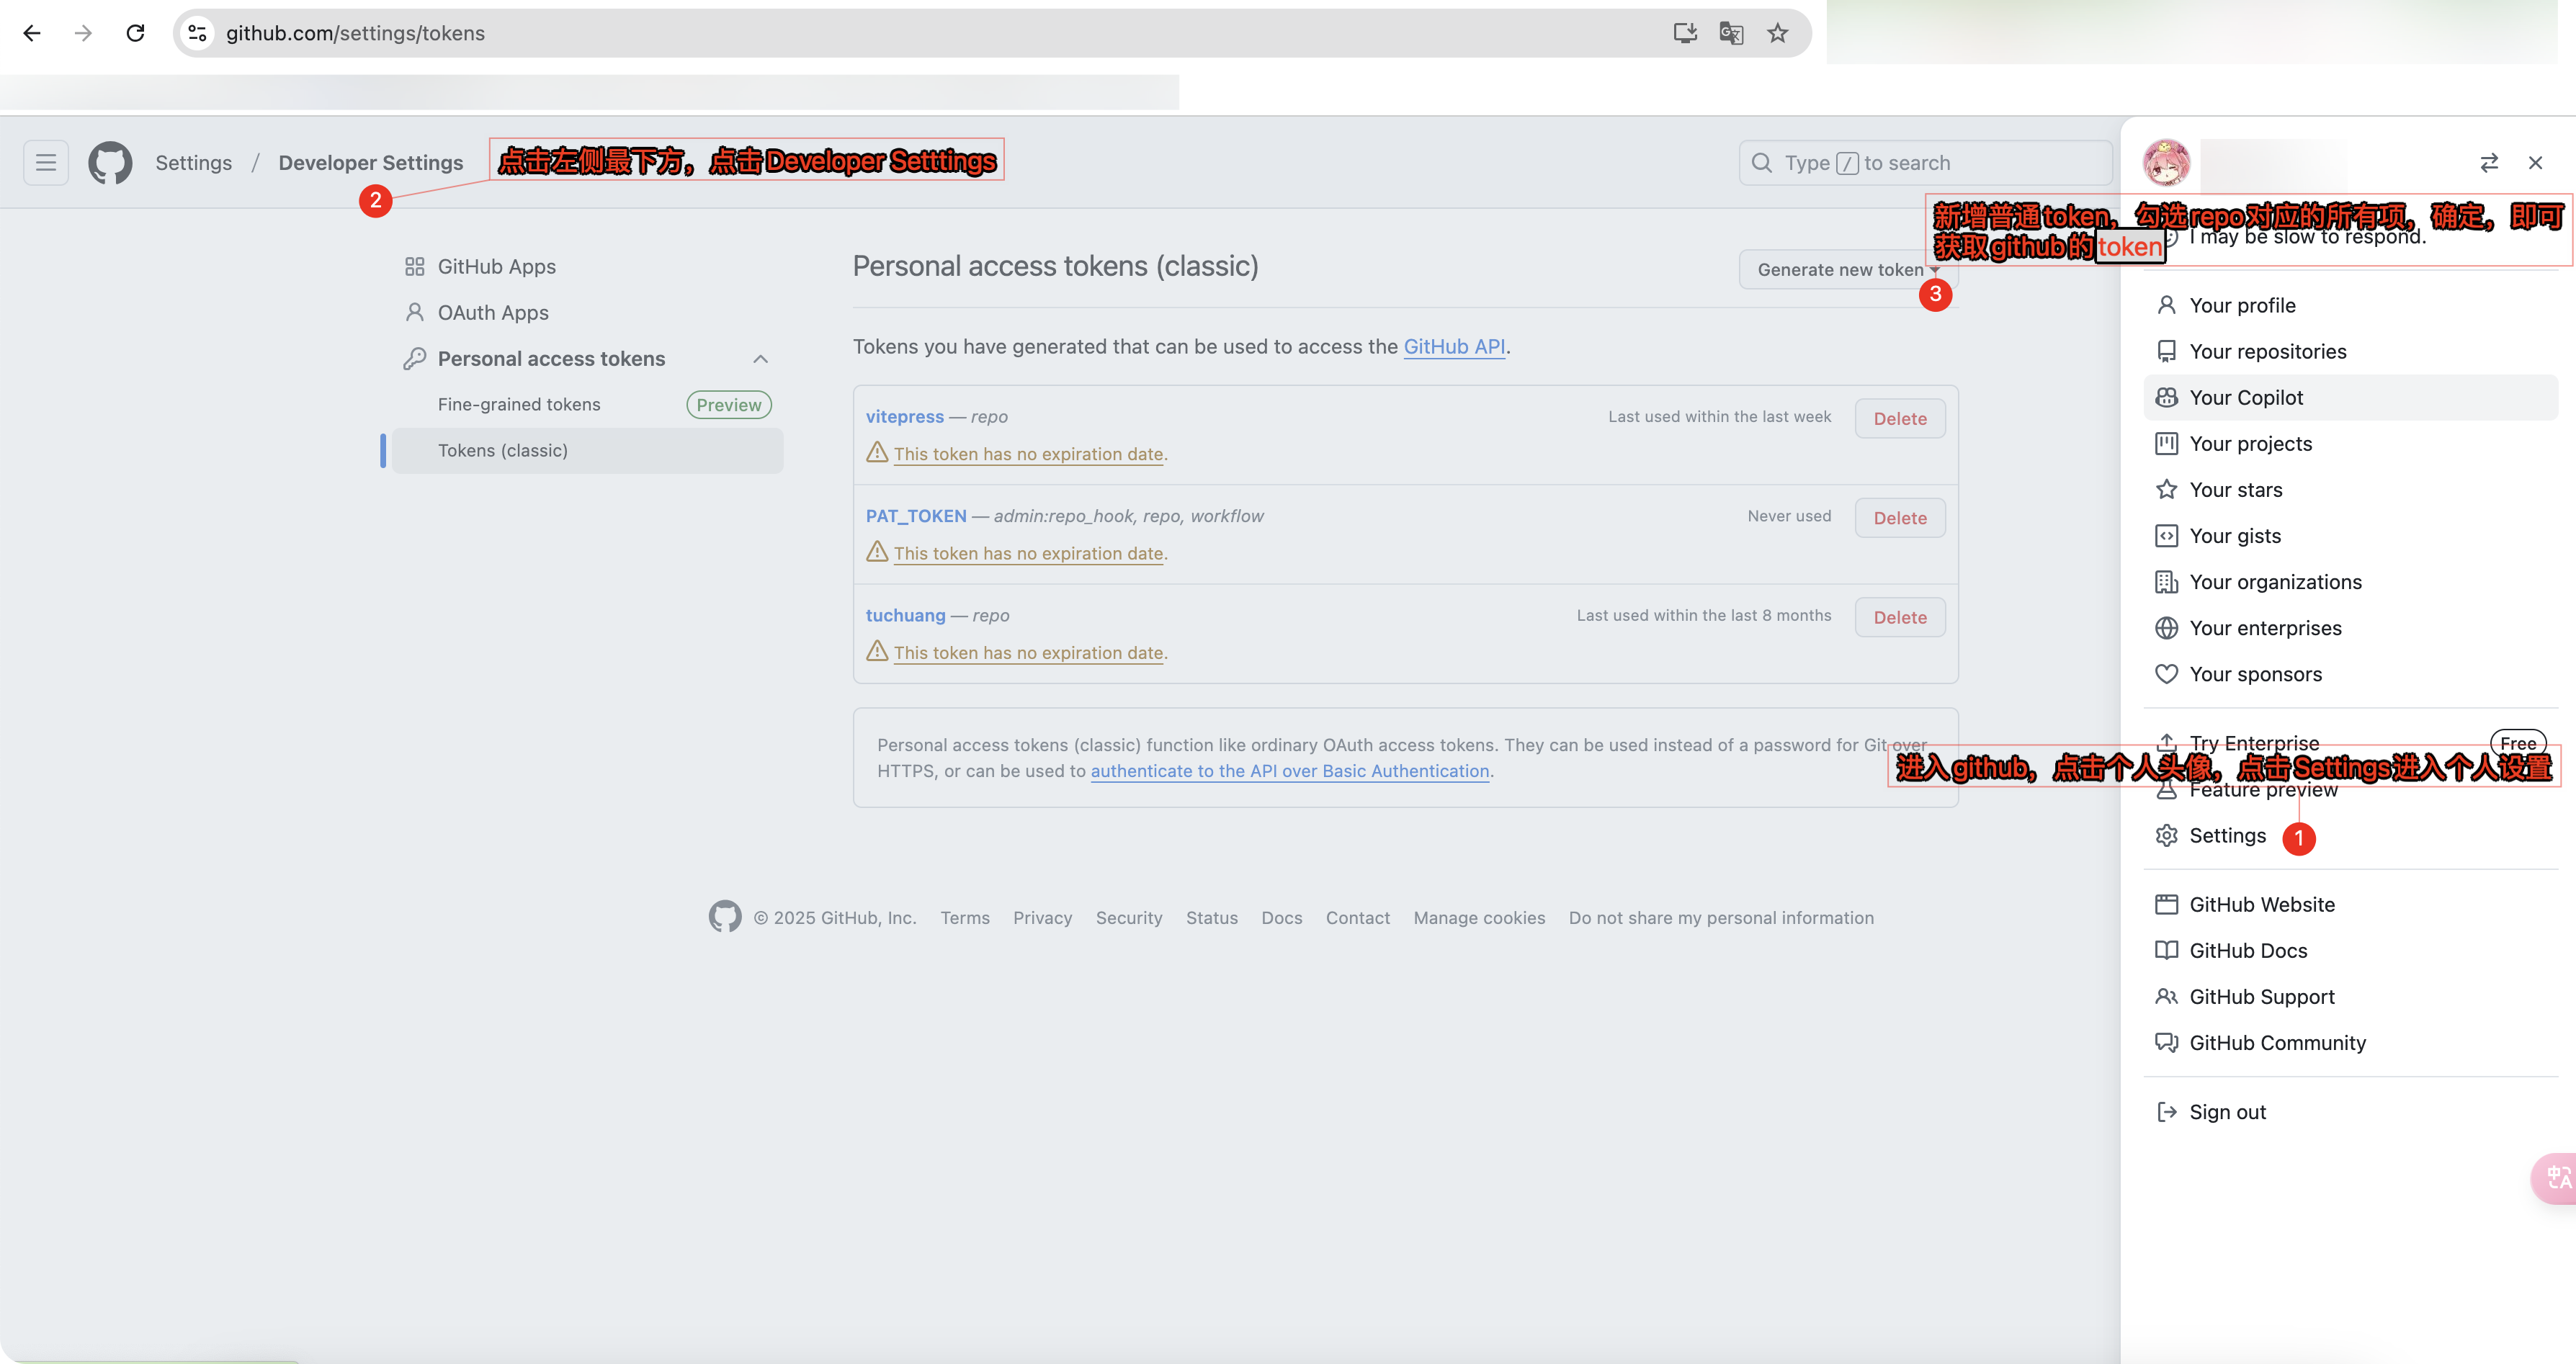 github.com/settings/tokens
Settings / Developer Settings
点击左侧最下方，点击 Developer Setttings
2
Type / to search
新增普通token，勾选repo对应的所有项，确定，即可
获取github的token
I may be slow to respond.
GitHub Apps
OAuth Apps
Personal access tokens
Fine-grained tokens Preview
Tokens (classic)
Personal access tokens (classic)
Generate new token
3
Tokens you have generated that can be used to access the GitHub API.
vitepress — repo Last used within the last week Delete
This token has no expiration date.
PAT_TOKEN — admin:repo_hook, repo, workflow Never used Delete
This token has no expiration date.
tuchuang — repo Last used within the last 8 months Delete
This token has no expiration date.
Personal access tokens (classic) function like ordinary OAuth access tokens. They can be used instead of a password for Git over
HTTPS, or can be used to authenticate to the API over Basic Authentication.
© 2025 GitHub, Inc. Terms Privacy Security Status Docs Contact Manage cookies Do not share my personal information
Your profile
Your repositories
Your Copilot
Your projects
Your stars
Your gists
Your organizations
Your enterprises
Your sponsors
Try Enterprise Free
进入github，点击个人头像，点击Settings进入个人设置
Feature preview
Settings
1
GitHub Website
GitHub Docs
GitHub Support
GitHub Community
Sign out
中A